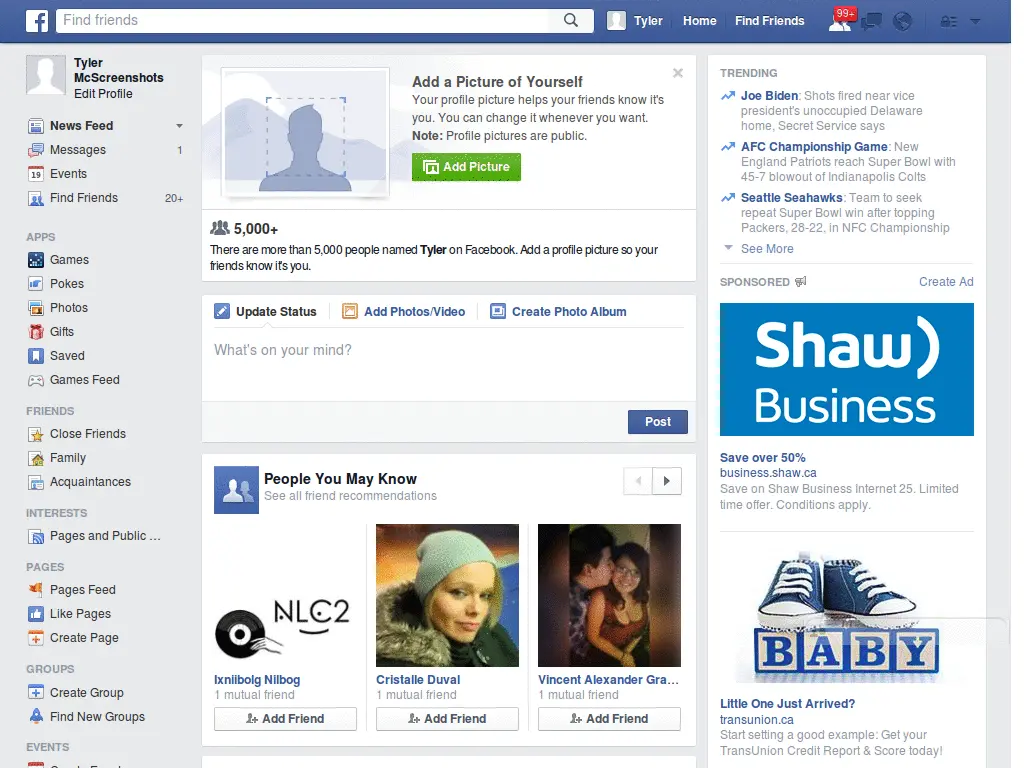 Find friends
Tyler
Home
Find Friends
99+
Tyler
McScreenshots
Edit Profile
News Feed
Messages 1
19 Events
Find Friends 20+
APPS
Games
Pokes
Photos
Gifts
Saved
Games Feed
FRIENDS
Close Friends
Family
Acquaintances
INTERESTS
Pages and Public ...
PAGES
Pages Feed
Like Pages
Create Page
GROUPS
Create Group
Find New Groups
EVENTS
Add a Picture of Yourself
Your profile picture helps your friends know it's
you. You can change it whenever you want.
Note: Profile pictures are public.
Add Picture
5,000+
There are more than 5,000 people named Tyler on Facebook. Add a profile picture so your
friends know it's you.
Update Status
Add Photos/Video
Create Photo Album
What's on your mind?
Post
People You May Know
See all friend recommendations
NLC2
Ixniibolg Nilbog
1 mutual friend
Add Friend
Cristalle Duval
1 mutual friend
Add Friend
Vincent Alexander Gra...
1 mutual friend
Add Friend
TRENDING
Joe Biden: Shots fired near vice
president's unoccupied Delaware
home, Secret Service says
AFC Championship Game: New
England Patriots reach Super Bowl with
45-7 blowout of Indianapolis Colts
Seattle Seahawks: Team to seek
repeat Super Bowl win after topping
Packers, 28-22, in NFC Championship
See More
SPONSORED
Create Ad
Shaw)
Business
Save over 50%
business.shaw.ca
Save on Shaw Business Internet 25. Limited
time offer. Conditions apply.
BABY
Little One Just Arrived?
transunion.ca
Start setting a good example: Get your
TransUnion Credit Report & Score today!